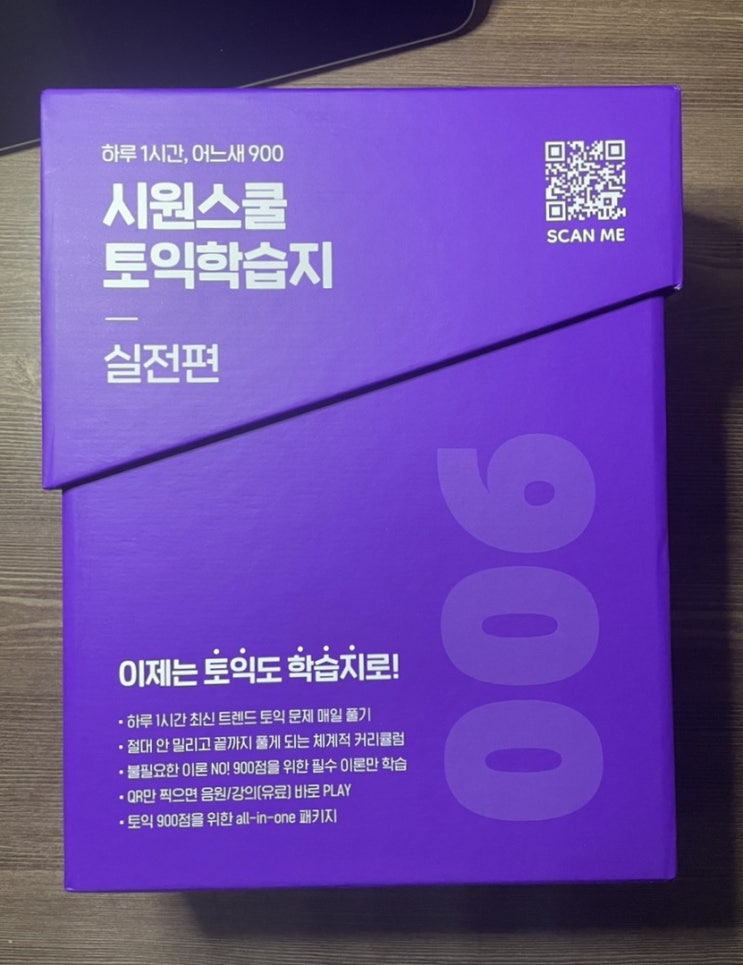 하루 1시간, 어느새 900
시원스쿨
토익학습지
실전편
SCAN ME
900
이제는 토익도 학습지로!
• 하루 1시간 최신 트렌드 토익 문제 매일 풀기
• 절대 안 밀리고 끝까지 풀게 되는 체계적 커리큘럼
• 불필요한 이론 NO! 900점을 위한 필수 이론만 학습
• QR만 찍으면 음원/강의(유료) 바로 PLAY
• 토익 900점을 위한 all-in-one 패키지